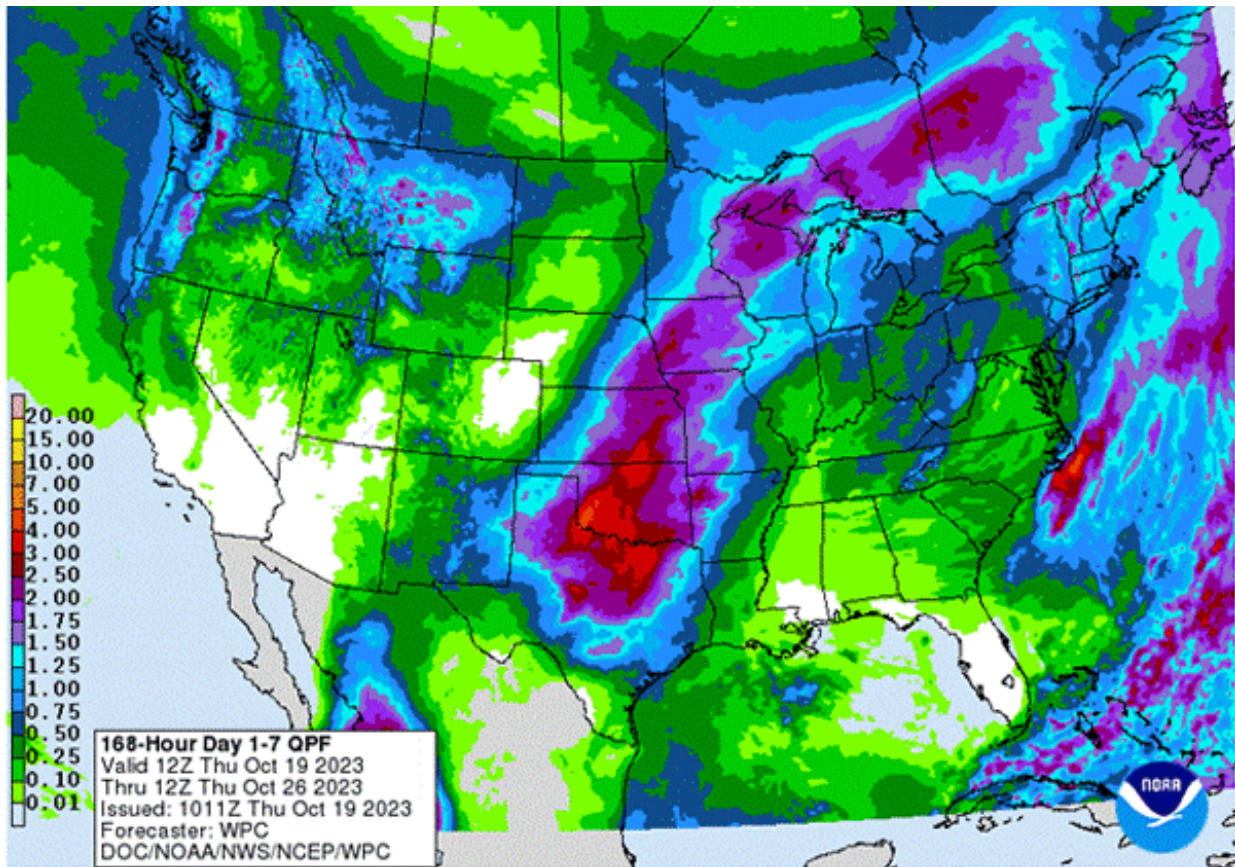 20.00
15.00
10.00
7.00
5.00
4.00
3.00
2.50
2.00
1.75
1.50
1.25
1.00
0.75
0.50
0.25
0.10
0.01
168-Hour Day 1-7 QPF
Valid 12Z Thu Oct 19 2023
Thru 12Z Thu Oct 26 2023
Issued: 1011Z Thu Oct 19 2023
Forecaster: WPC
DOC/NOAA/NWS/NCEP/WPC
NOAA